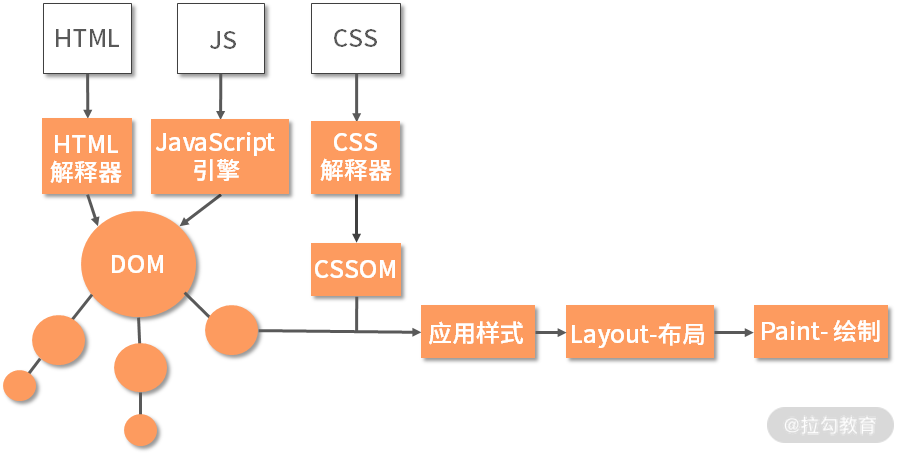 HTML
JS
CSS
HTML
解释器
JavaScript
引擎
CSS
解释器
DOM
CSSOM
应用样式
Layout-布局
Paint- 绘制
@拉勾教育